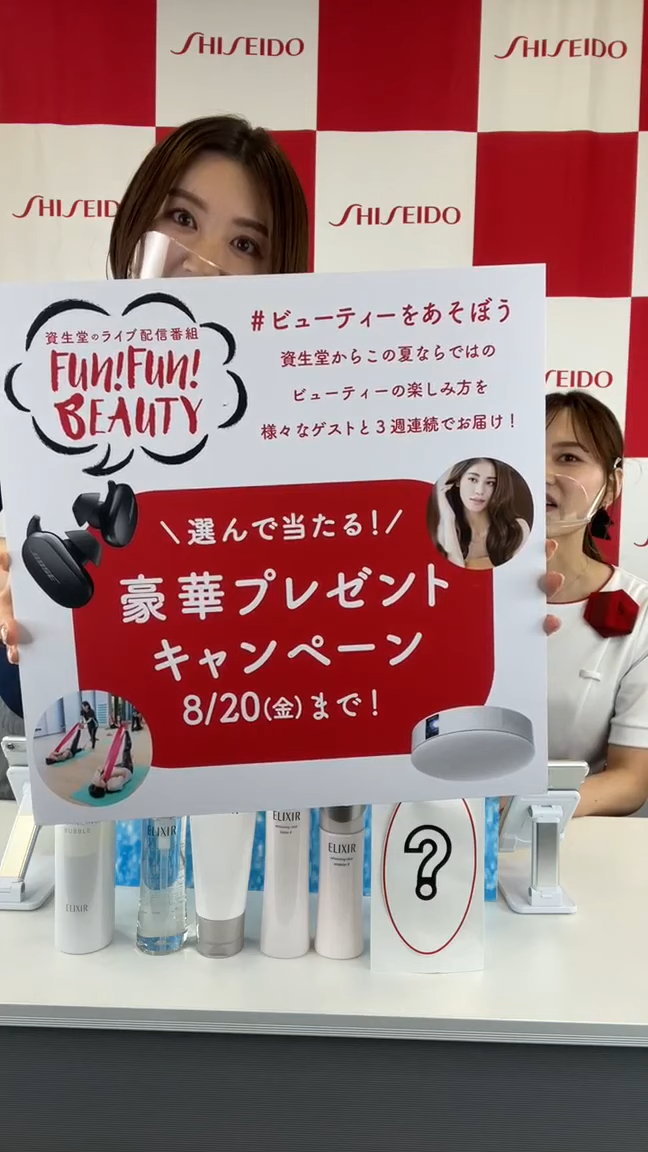 SHISEIDO
SHISEIDO
SHISEID
SHISEIDO
SEIDO
資生堂のライブ配信番組
FUN!FUN!
BEAUTY
#ビューティーをあそぼう
資生堂からこの夏ならではの
ビューティーの楽しみ方を
様々なゲストと3週連続でお届け!
BOSE
\選んで当たる!/
豪華プレゼント
キャンペーン
8/20(金)まで!
BUBBLE
ELIXIR
ELIXIR
ELIXIR
ELIXIR
?